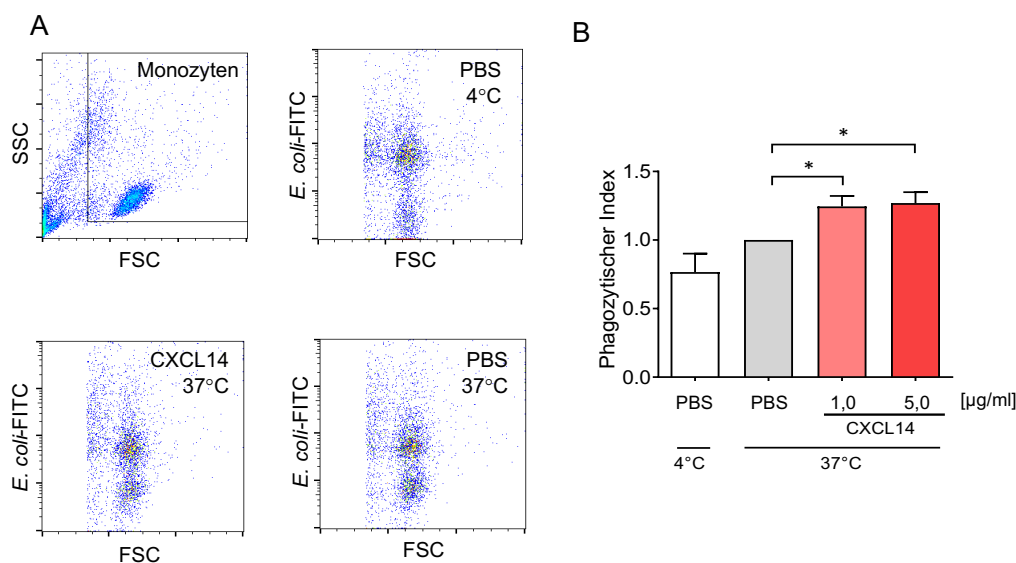 A
Monozyten
SSC
FSC
PBS
4°C
E. coli-FITC
FSC
CXCL14
37°C
E. coli-FITC
FSC
PBS
37°C
E. coli-FITC
FSC
B
*
*
Phagozytischer Index
1.5
1.0
0.5
0.0
PBS PBS 1,0 5,0 [µg/ml]
CXCL14
4°C 37°C